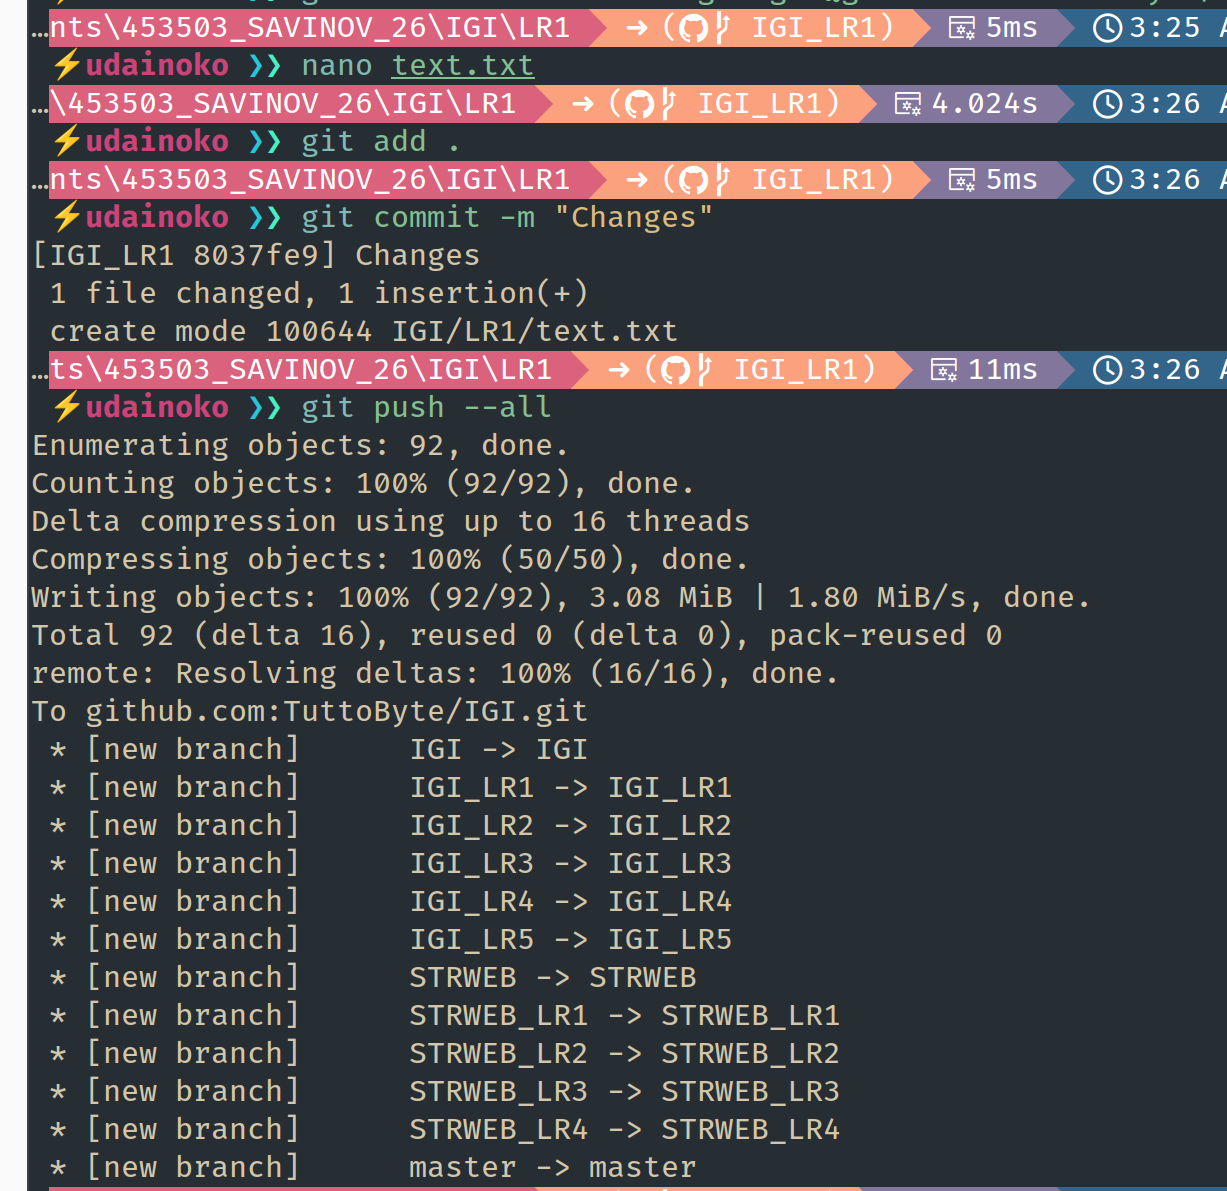 …nts\453503_SAVINOV_26\IGI\LR1 → ( IGI_LR1) 5ms 3:25
⚡udainoko ❯❯ nano text.txt
…\453503_SAVINOV_26\IGI\LR1 → ( IGI_LR1) 4.024s 3:26
⚡udainoko ❯❯ git add .
…nts\453503_SAVINOV_26\IGI\LR1 → ( IGI_LR1) 5ms 3:26
⚡udainoko ❯❯ git commit -m "Changes"
[IGI_LR1 8037fe9] Changes
1 file changed, 1 insertion(+)
create mode 100644 IGI/LR1/text.txt
…ts\453503_SAVINOV_26\IGI\LR1 → ( IGI_LR1) 11ms 3:26
⚡udainoko ❯❯ git push --all
Enumerating objects: 92, done.
Counting objects: 100% (92/92), done.
Delta compression using up to 16 threads
Compressing objects: 100% (50/50), done.
Writing objects: 100% (92/92), 3.08 MiB | 1.80 MiB/s, done.
Total 92 (delta 16), reused 0 (delta 0), pack-reused 0
remote: Resolving deltas: 100% (16/16), done.
To github.com:TuttoByte/IGI.git
* [new branch] IGI -> IGI
* [new branch] IGI_LR1 -> IGI_LR1
* [new branch] IGI_LR2 -> IGI_LR2
* [new branch] IGI_LR3 -> IGI_LR3
* [new branch] IGI_LR4 -> IGI_LR4
* [new branch] IGI_LR5 -> IGI_LR5
* [new branch] STRWEB -> STRWEB
* [new branch] STRWEB_LR1 -> STRWEB_LR1
* [new branch] STRWEB_LR2 -> STRWEB_LR2
* [new branch] STRWEB_LR3 -> STRWEB_LR3
* [new branch] STRWEB_LR4 -> STRWEB_LR4
* [new branch] master -> master